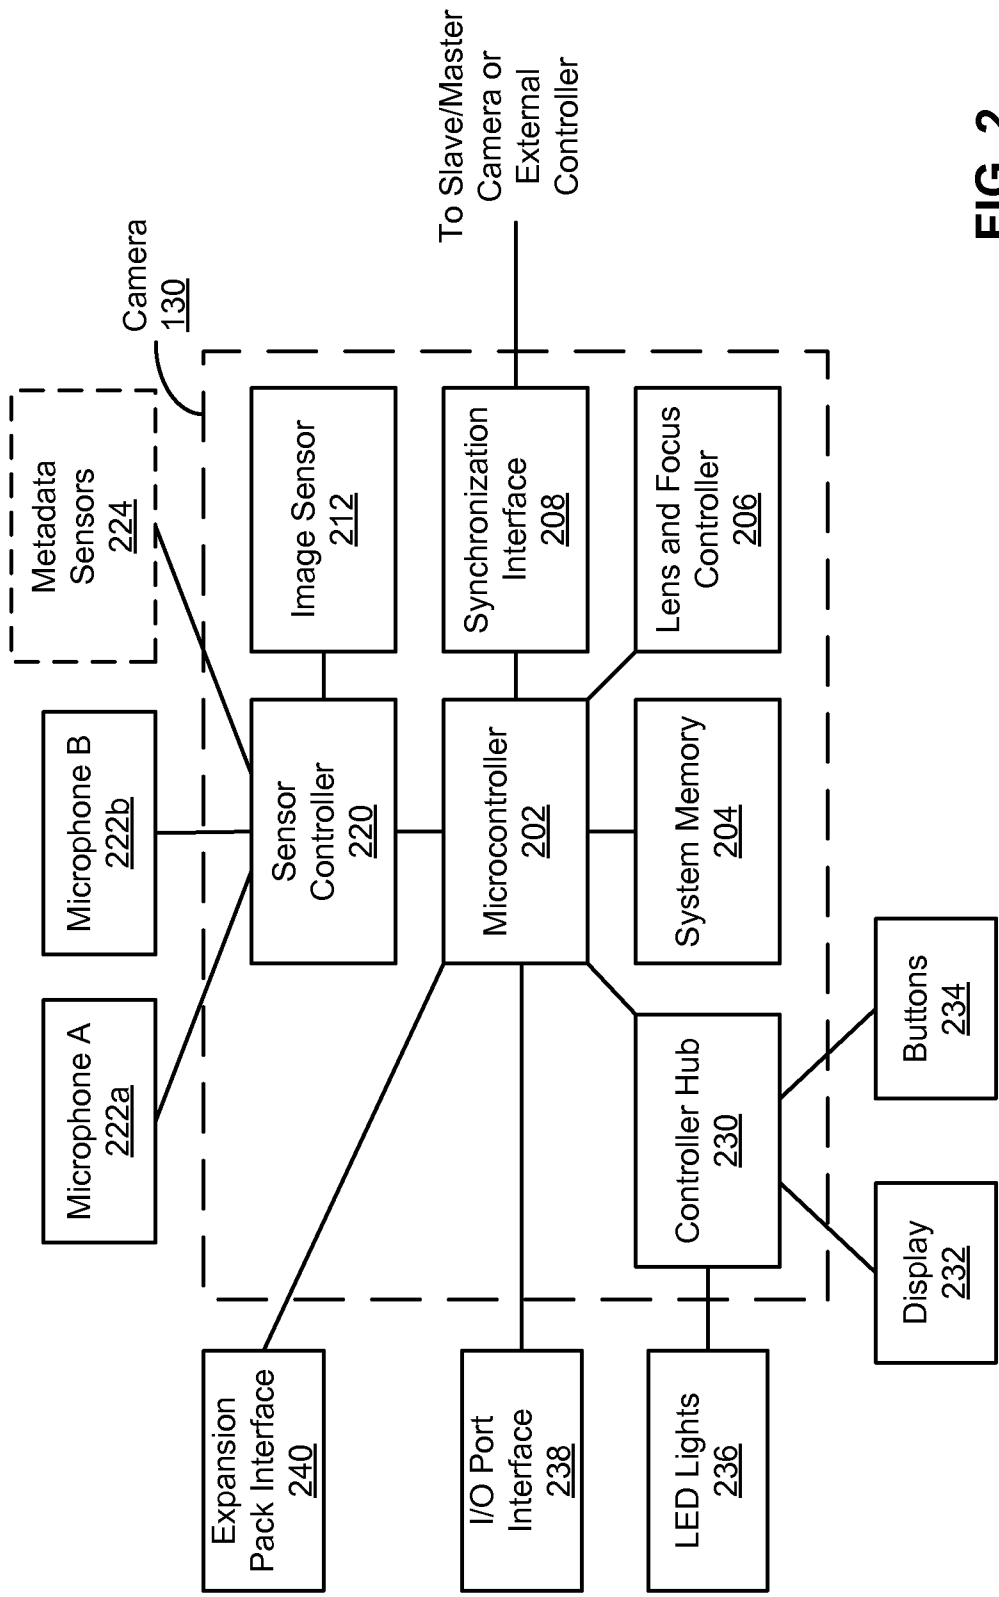 Expansion
Pack Interface
240
I/O Port
Interface
238
LED Lights
236
Microphone A
222a
Microphone B
222b
Metadata
Sensors
224
Camera
130
Sensor
Controller
220
Image Sensor
212
Microcontroller
202
Synchronization
Interface
208
To Slave/Master
Camera or
External
Controller
Controller Hub
230
System Memory
204
Lens and Focus
Controller
206
Display
232
Buttons
234
FIG. 2